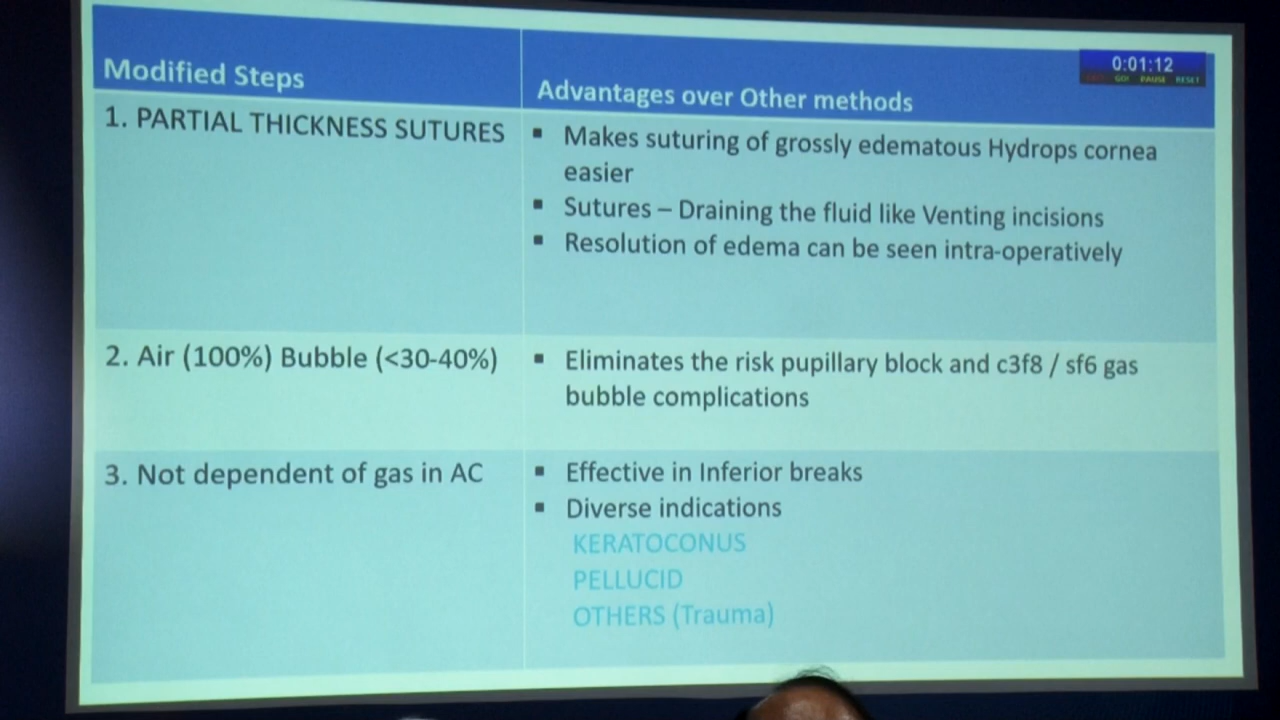 Modified Steps
Advantages over Other methods
0:01:12
GO! PAUSE RESET
1. PARTIAL THICKNESS SUTURES
▪ Makes suturing of grossly edematous Hydrops cornea
easier
▪ Sutures – Draining the fluid like Venting incisions
▪ Resolution of edema can be seen intra-operatively
2. Air (100%) Bubble (<30-40%)
▪ Eliminates the risk pupillary block and c3f8 / sf6 gas
bubble complications
3. Not dependent of gas in AC
▪ Effective in Inferior breaks
▪ Diverse indications
KERATOCONUS
PELLUCID
OTHERS (Trauma)